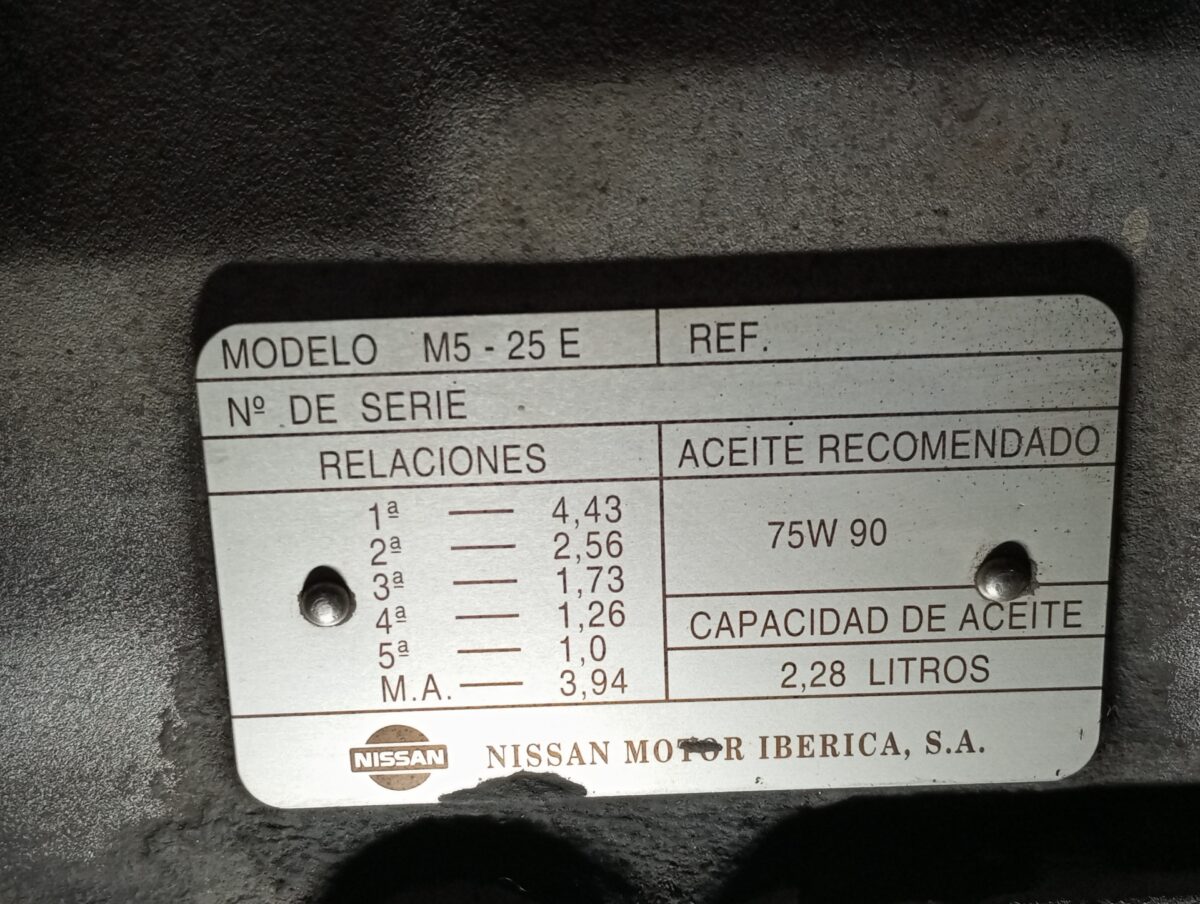 MODELO M5 - 25 E
REF.
Nº DE SERIE
RELACIONES
1ª — 4,43
2ª — 2,56
3ª — 1,73
4ª — 1,26
5ª — 1,0
M.A. — 3,94
ACEITE RECOMENDADO
75W 90
CAPACIDAD DE ACEITE
2,28 LITROS
NISSAN
NISSAN MOTOR IBERICA, S.A.